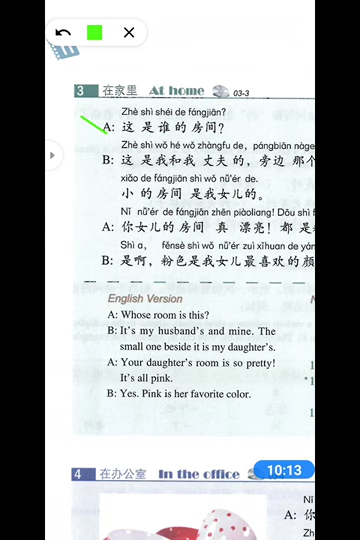 3 在家里 At home 03-3
Zhè shì shéi de fángjiān?
A: 这 是 谁 的 房间?
Zhè shì wǒ hé wǒ zhàngfu de, pángbiān nàge
B: 这 是 我和我 丈夫 的, 旁边 那个
xiǎo de fángjiān shì wǒ nǚ'ér de.
小 的 房间 是 我女儿 的。
Nǐ nǚ'ér de fángjiān zhēn piàoliang! Dōu shì f
A: 你 女儿 的 房间 真 漂亮! 都 是
Shì a, fěnsè shì wǒ nǚ'ér zuì xǐhuan de yán
B: 是啊, 粉色 是 我 女儿 最 喜欢 的 颜
English Version
A: Whose room is this?
B: It's my husband's and mine. The
small one beside it is my daughter's.
A: Your daughter's room is so pretty!
It's all pink.
B: Yes. Pink is her favorite color.
4 在办公室 In the office
10:13
Nǐ
A: 你
Zh